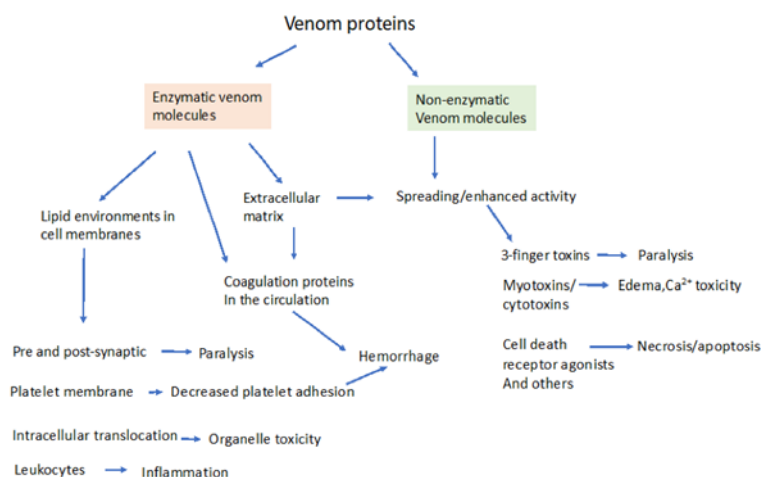 Venom proteins
Enzymatic venom
molecules
Non-enzymatic
Venom molecules
Lipid environments in
cell membranes
Extracellular
matrix
Spreading/enhanced activity
Coagulation proteins
In the circulation
3-finger toxins
Paralysis
Myotoxins/
cytotoxins
Edema,Ca²⁺ toxicity
Cell death
receptor agonists
And others
Necrosis/apoptosis
Pre and post-synaptic
Paralysis
Hemorrhage
Platelet membrane
Decreased platelet adhesion
Intracellular translocation
Organelle toxicity
Leukocytes
Inflammation